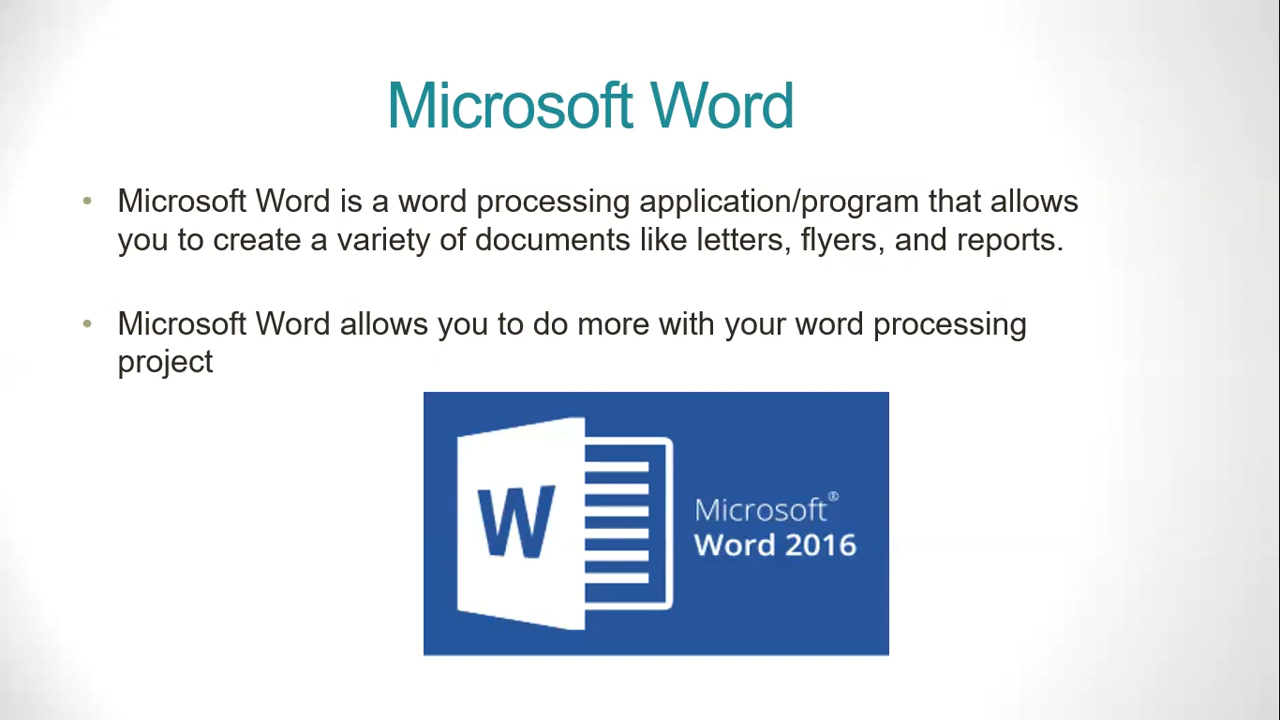 Microsoft Word
• Microsoft Word is a word processing application/program that allows
you to create a variety of documents like letters, flyers, and reports.
• Microsoft Word allows you to do more with your word processing
project
W
Microsoft®
Word 2016